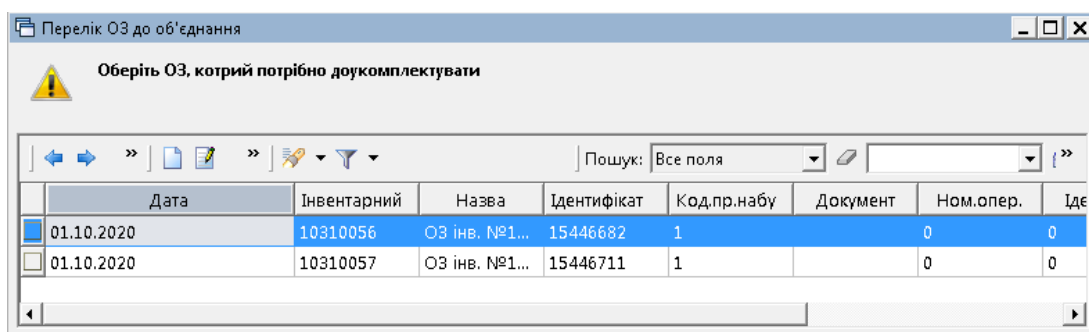 Перелік ОЗ до об'єднання
Оберіть ОЗ, котрий потрібно доукомплектувати
Пошук: Все поля
Дата Інвентарний Назва Ідентифікат Код.пр.набу Документ Ном.опер. Іде
01.10.2020 10310056 ОЗ інв. №1... 15446682 1 0 0
01.10.2020 10310057 ОЗ інв. №1... 15446711 1 0 0